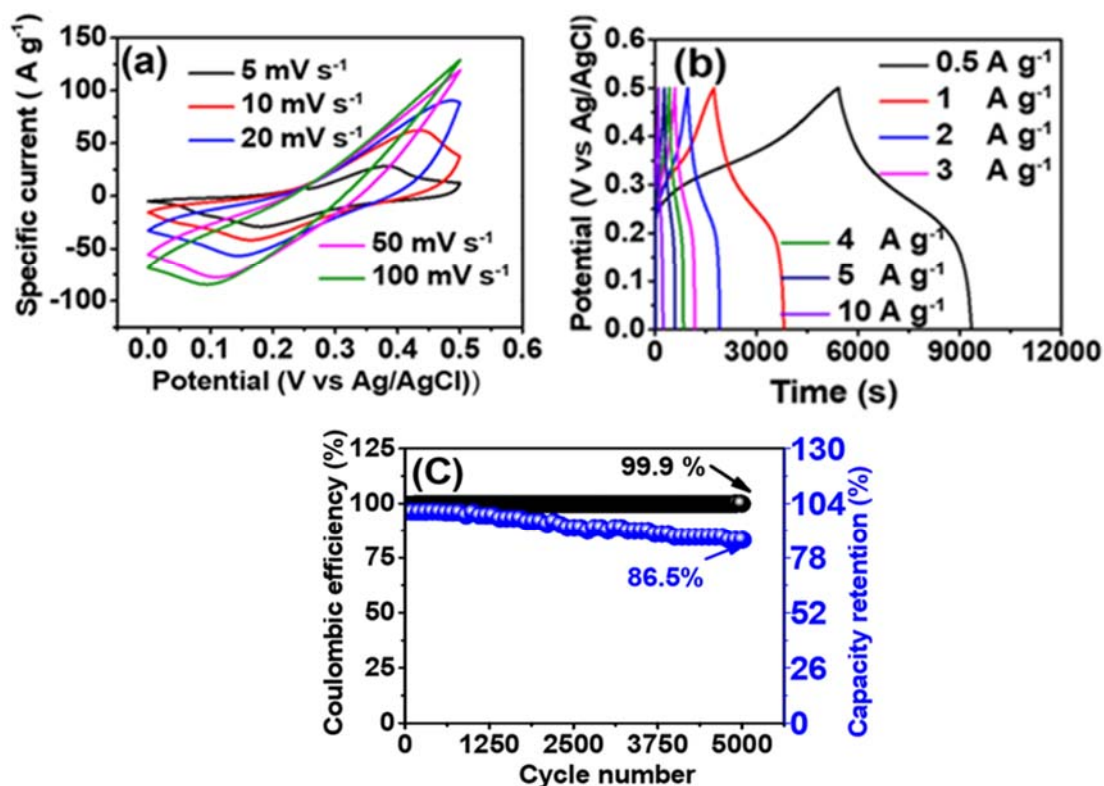 (a)
150
100
50
0
-50
-100
Specific current ( A g⁻¹)
5 mV s⁻¹
10 mV s⁻¹
20 mV s⁻¹
50 mV s⁻¹
100 mV s⁻¹
0.0 0.1 0.2 0.3 0.4 0.5 0.6
Potential (V vs Ag/AgCl))
(b)
0.6
0.5
0.4
0.3
0.2
0.1
0.0
Potential (V vs Ag/AgCl)
0.5 A g⁻¹
1 A g⁻¹
2 A g⁻¹
3 A g⁻¹
4 A g⁻¹
5 A g⁻¹
10 A g⁻¹
0 3000 6000 9000 12000
Time (s)
(C)
125
100
75
50
25
0
Coulombic efficiency (%)
99.9 %
86.5%
130
104
78
52
26
0
Capacity retention (%)
0 1250 2500 3750 5000
Cycle number